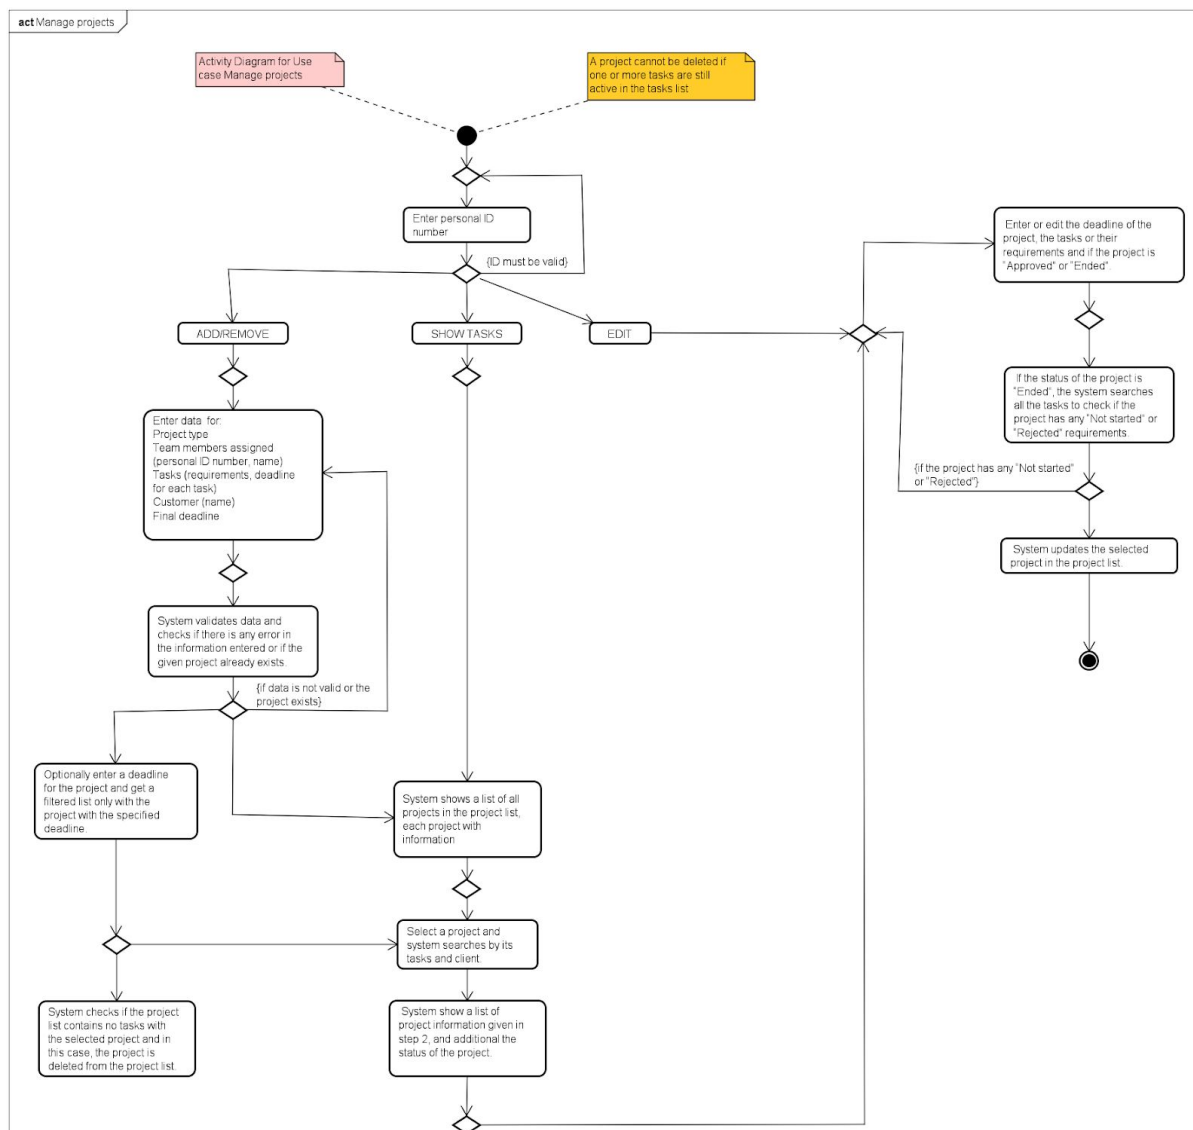 act Manage projects
Activity Diagram for Use
case Manage projects
A project cannot be deleted if
one or more tasks are still
active in the tasks list
Enter personal ID
number
{ID must be valid}
ADD/REMOVE
SHOW TASKS
EDIT
Enter data for:
Project type
Team members assigned
(personal ID number, name)
Tasks (requirements, deadline
for each task)
Customer (name)
Final deadline
System validates data and
checks if there is any error in
the information entered or if the
given project already exists.
{if data is not valid or the
project exists}
Optionally enter a deadline
for the project and get a
filtered list only with the
project with the specified
deadline.
System shows a list of all
projects in the project list,
each project with
information
Select a project and
system searches by its
tasks and client.
System checks if the project
list contains no tasks with
the selected project and in
this case, the project is
deleted from the project list.
System show a list of
project information given in
step 2, and additional the
status of the project.
Enter or edit the deadline of the
project, the tasks or their
requirements and if the project is
"Approved" or "Ended".
If the status of the project is
"Ended", the system searches
all the tasks to check if the
project has any "Not started" or
"Rejected" requirements.
{if the project has any "Not started"
or "Rejected"}
System updates the selected
project in the project list.